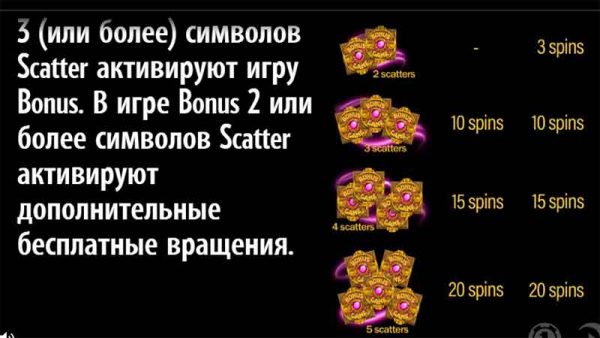 3 (или более) символов
Scatter активируют игру
Bonus. В игре Bonus 2 или
более символов Scatter
активируют
дополнительные
бесплатные вращения.
2 scatters - 3 spins
3 scatters 10 spins 10 spins
4 scatters 15 spins 15 spins
5 scatters 20 spins 20 spins